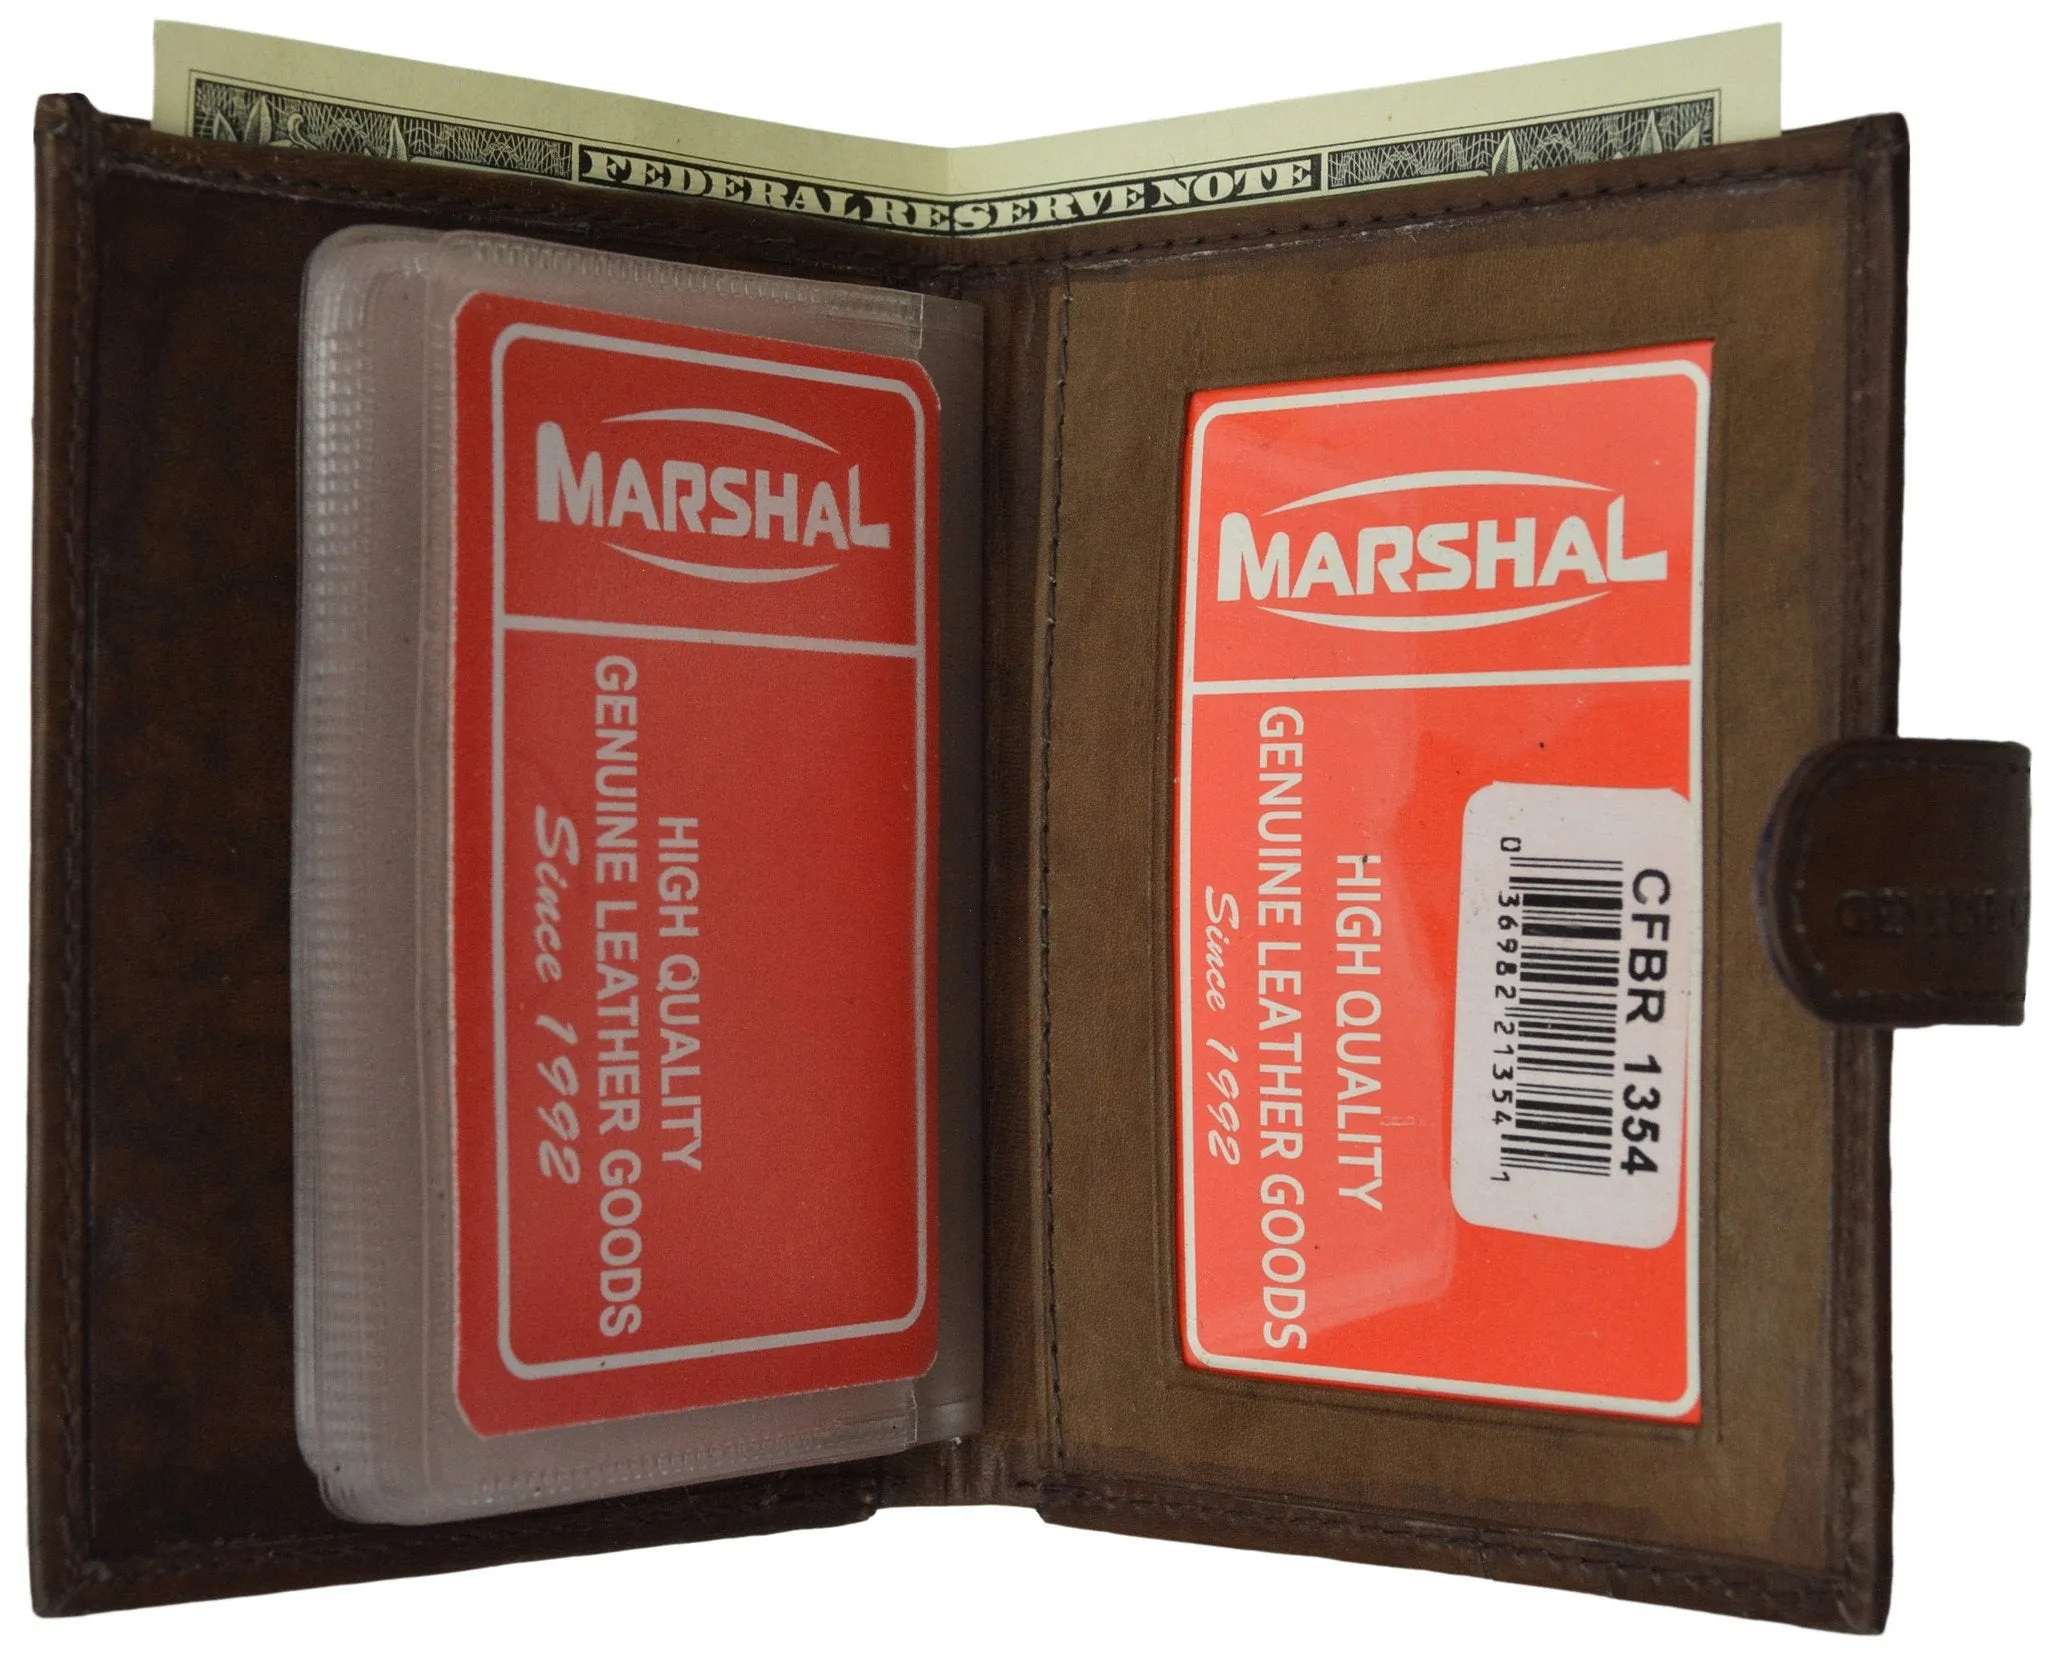 FEDERAL RESERVE NOTE
MARSHAL
HIGH QUALITY
GENUINE LEATHER GOODS
Since 1992
MARSHAL
HIGH QUALITY
GENUINE LEATHER GOODS
Since 1992
CFBR 1354
0 36982 21354 1